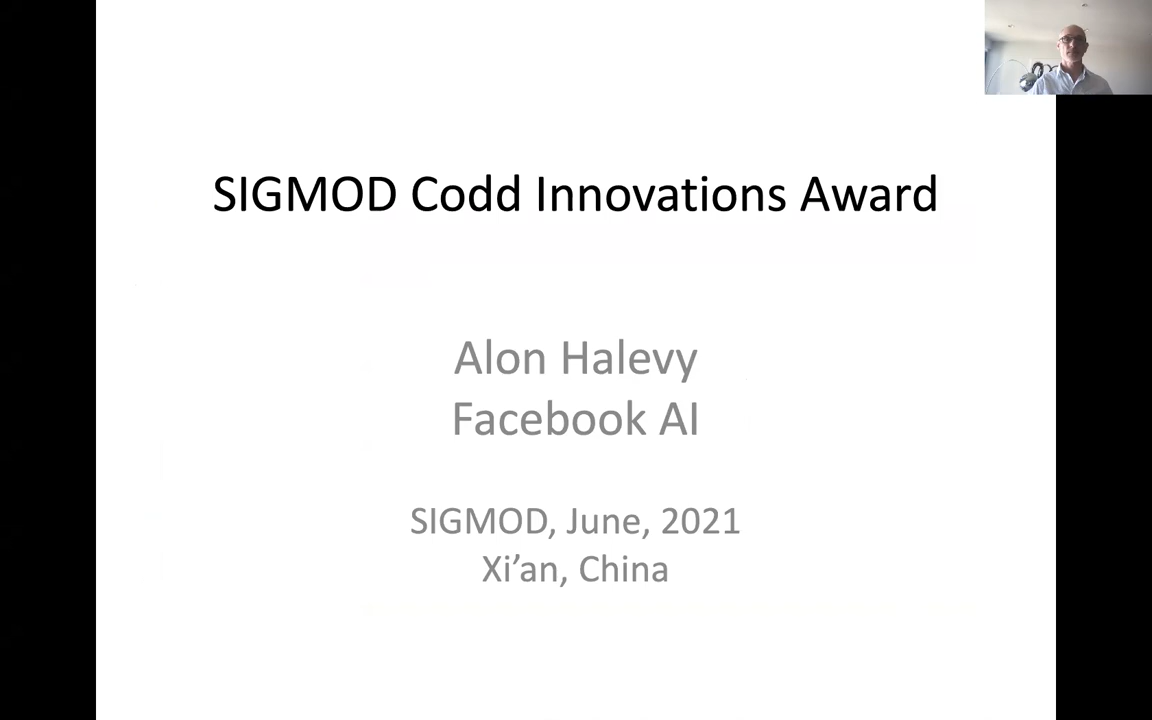 SIGMOD Codd Innovations Award
Alon Halevy
Facebook AI
SIGMOD, June, 2021
Xi’an, China